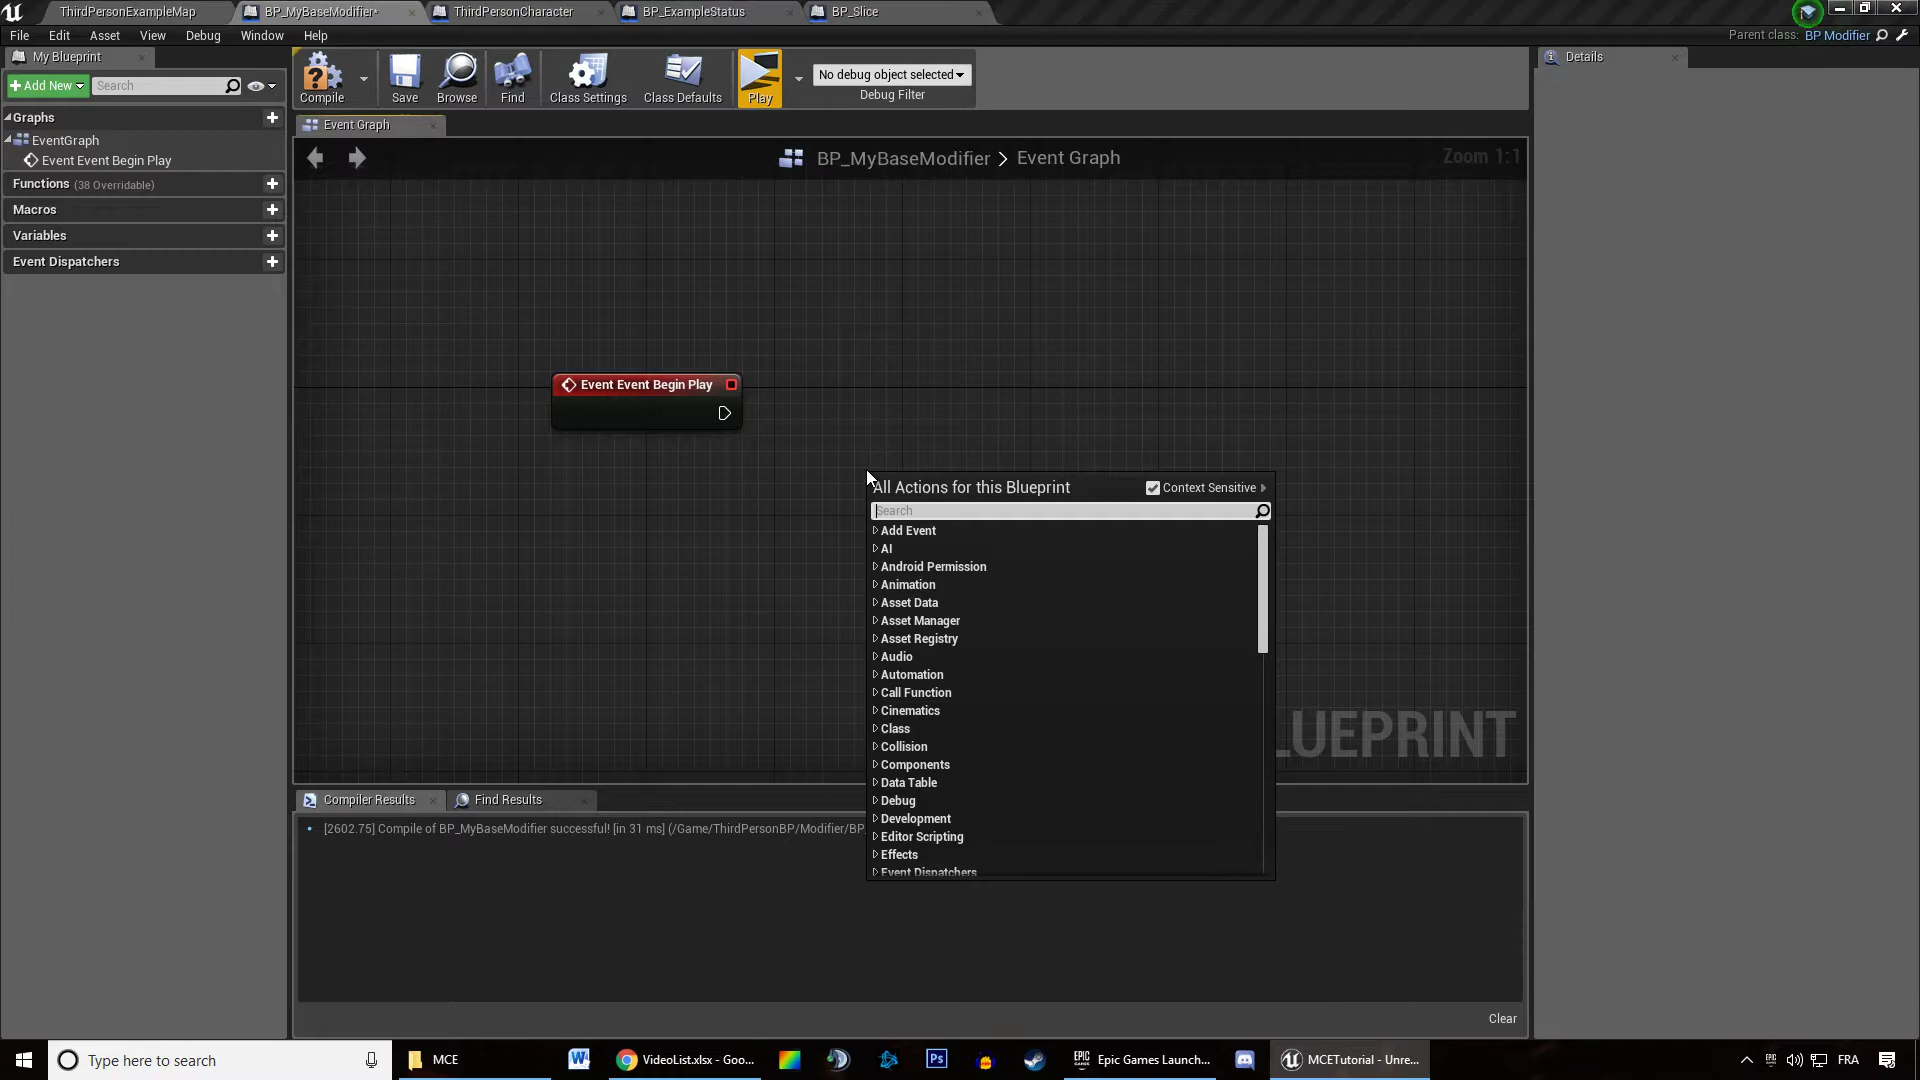 ThirdPersonExampleMap
BP_MyBaseModifier*
ThirdPersonCharacter
BP_ExampleStatus
BP_Slice
File Edit Asset View Debug Window Help
Parent class: BP Modifier
My Blueprint
Add New
Search
Compile
Save
Browse
Find
Class Settings
Class Defaults
Play
No debug object selected
Debug Filter
Details
Graphs
EventGraph
Event Event Begin Play
Functions (38 Overridable)
Macros
Variables
Event Dispatchers
Event Graph
BP_MyBaseModifier > Event Graph
Zoom 1:1
Event Event Begin Play
All Actions for this Blueprint
Context Sensitive
Search
Add Event
AI
Android Permission
Animation
Asset Data
Asset Manager
Asset Registry
Audio
Automation
Call Function
Cinematics
Class
Collision
Components
Data Table
Debug
Development
Editor Scripting
Effects
Event Dispatchers
LUEPRINT
Compiler Results
Find Results
[2602.75] Compile of BP_MyBaseModifier successful! [in 31 ms] (/Game/ThirdPersonBP/Modifier/BP_
Clear
Type here to search
MCE
VideoList.xlsx - Goo...
Ps
Epic Games Launch...
MCETutorial - Unre...
FRA